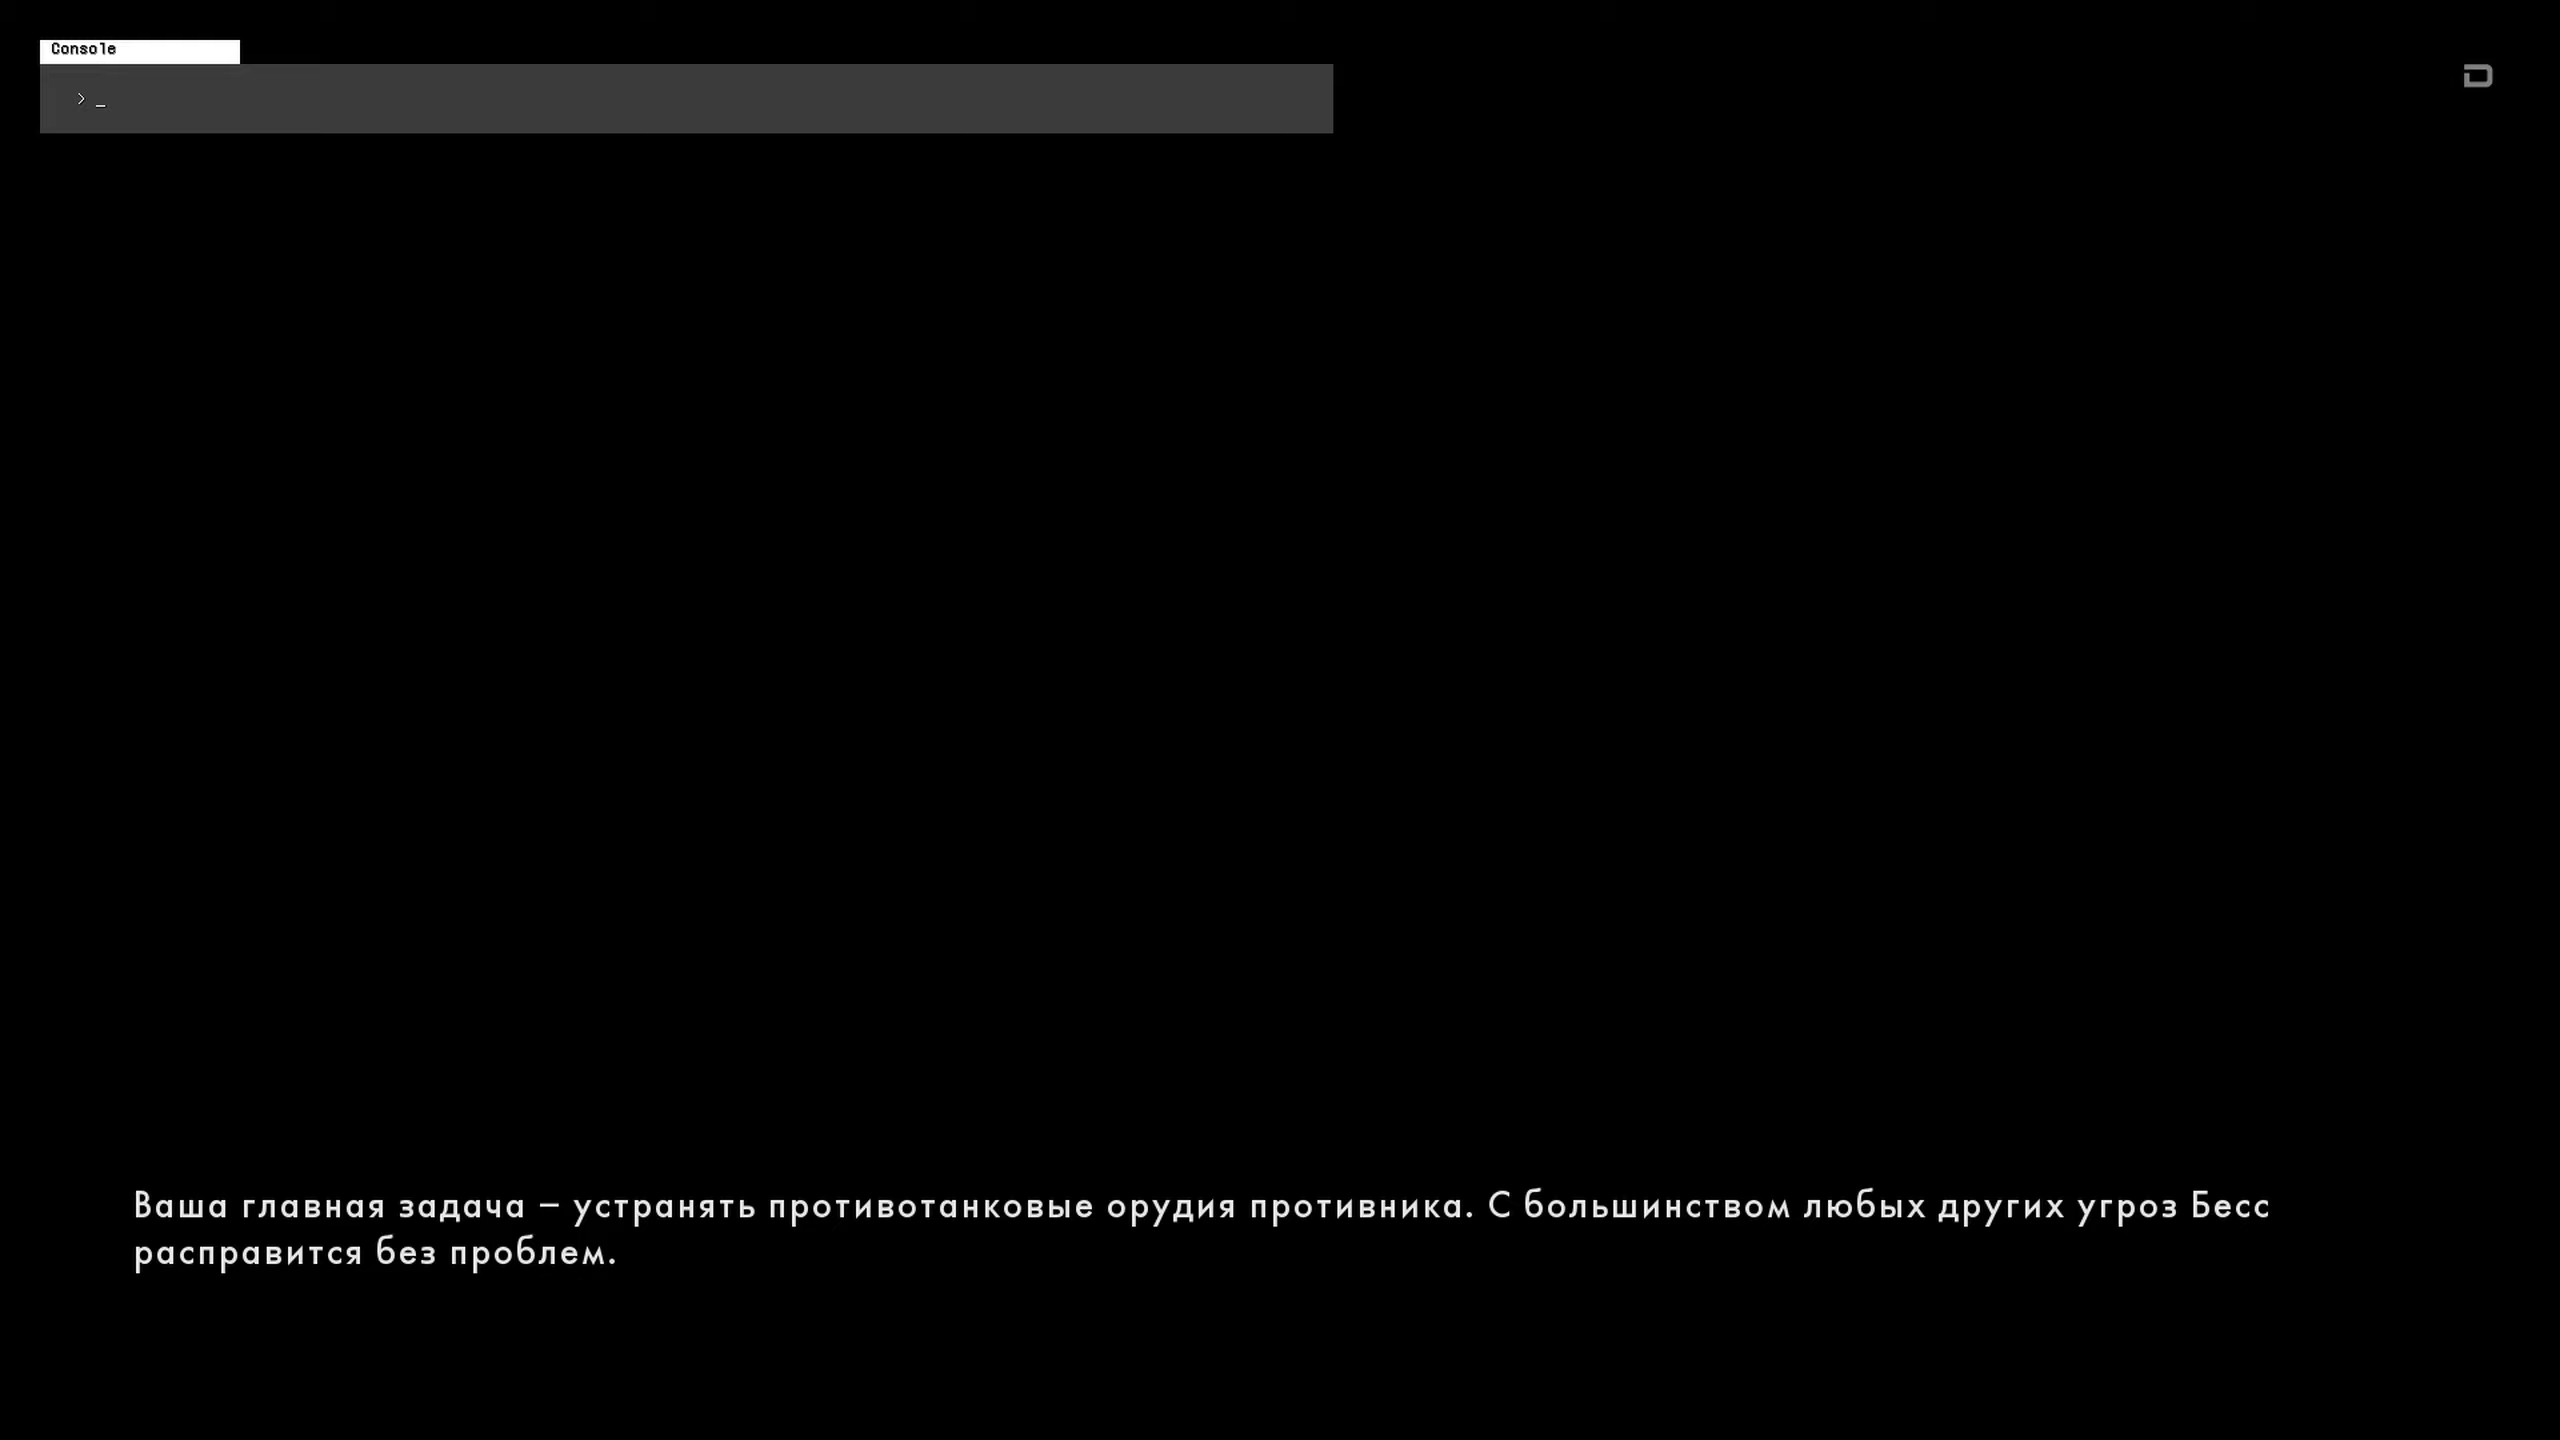 Console
> _
Ваша главная задача – устранять противотанковые орудия противника. С большинством любых других угроз Бесс
расправится без проблем.